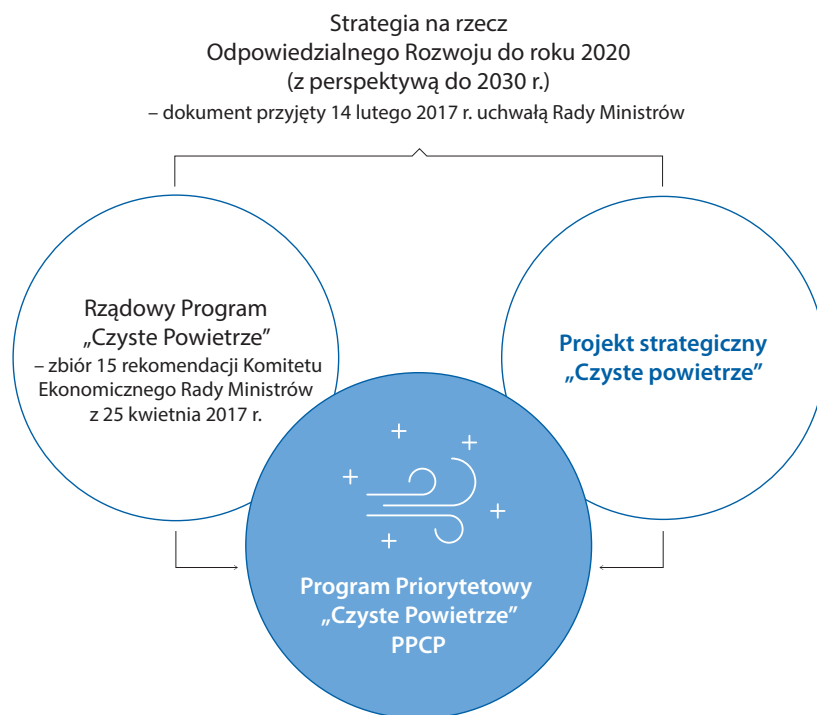 Strategia na rzecz
Odpowiedzialnego Rozwoju do roku 2020
(z perspektywą do 2030 r.)
– dokument przyjęty 14 lutego 2017 r. uchwałą Rady Ministrów
Rządowy Program
„Czyste Powietrze”
– zbiór 15 rekomendacji Komitetu
Ekonomicznego Rady Ministrów
z 25 kwietnia 2017 r.
Projekt strategiczny
„Czyste powietrze”
Program Priorytetowy
„Czyste Powietrze”
PPCP